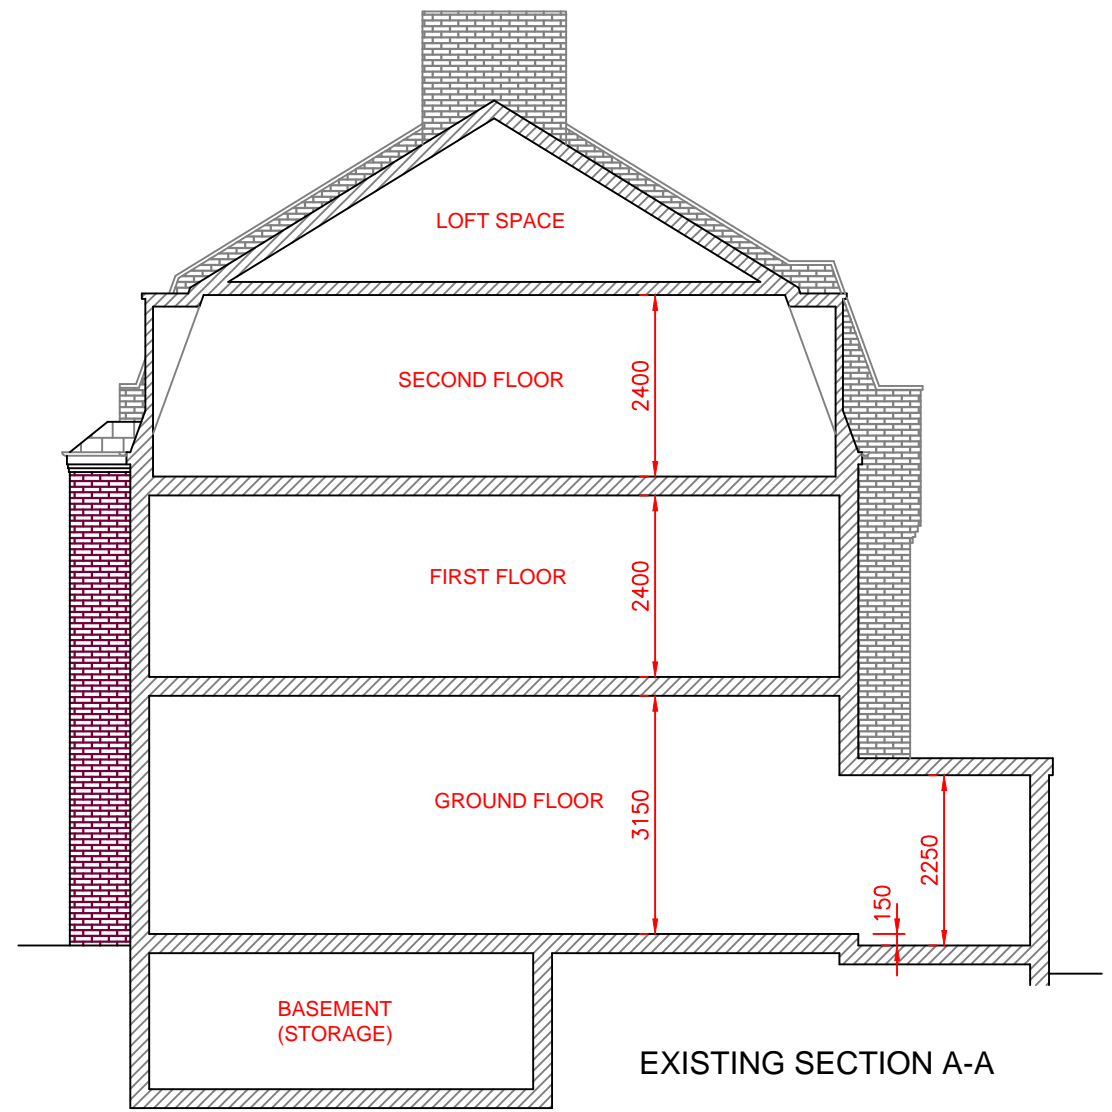 LOFT SPACE
SECOND FLOOR
2400
FIRST FLOOR
2400
GROUND FLOOR
3150
2250
150
BASEMENT
(STORAGE)
EXISTING SECTION A-A